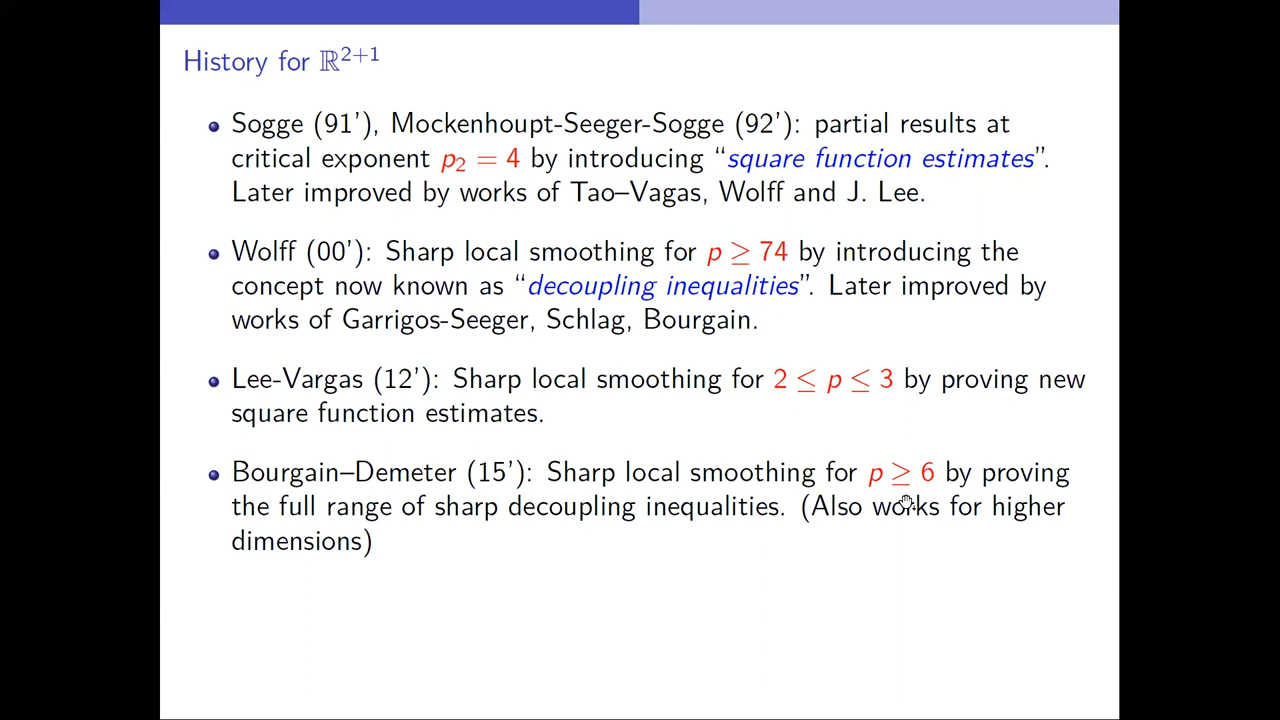 History for ℝ²⁺¹
Sogge (91'), Mockenhoupt-Seeger-Sogge (92'): partial results at
critical exponent p₂ = 4 by introducing "square function estimates".
Later improved by works of Tao–Vagas, Wolff and J. Lee.
Wolff (00'): Sharp local smoothing for p ≥ 74 by introducing the
concept now known as "decoupling inequalities". Later improved by
works of Garrigos-Seeger, Schlag, Bourgain.
Lee-Vargas (12'): Sharp local smoothing for 2 ≤ p ≤ 3 by proving new
square function estimates.
Bourgain–Demeter (15'): Sharp local smoothing for p ≥ 6 by proving
the full range of sharp decoupling inequalities. (Also works for higher
dimensions)